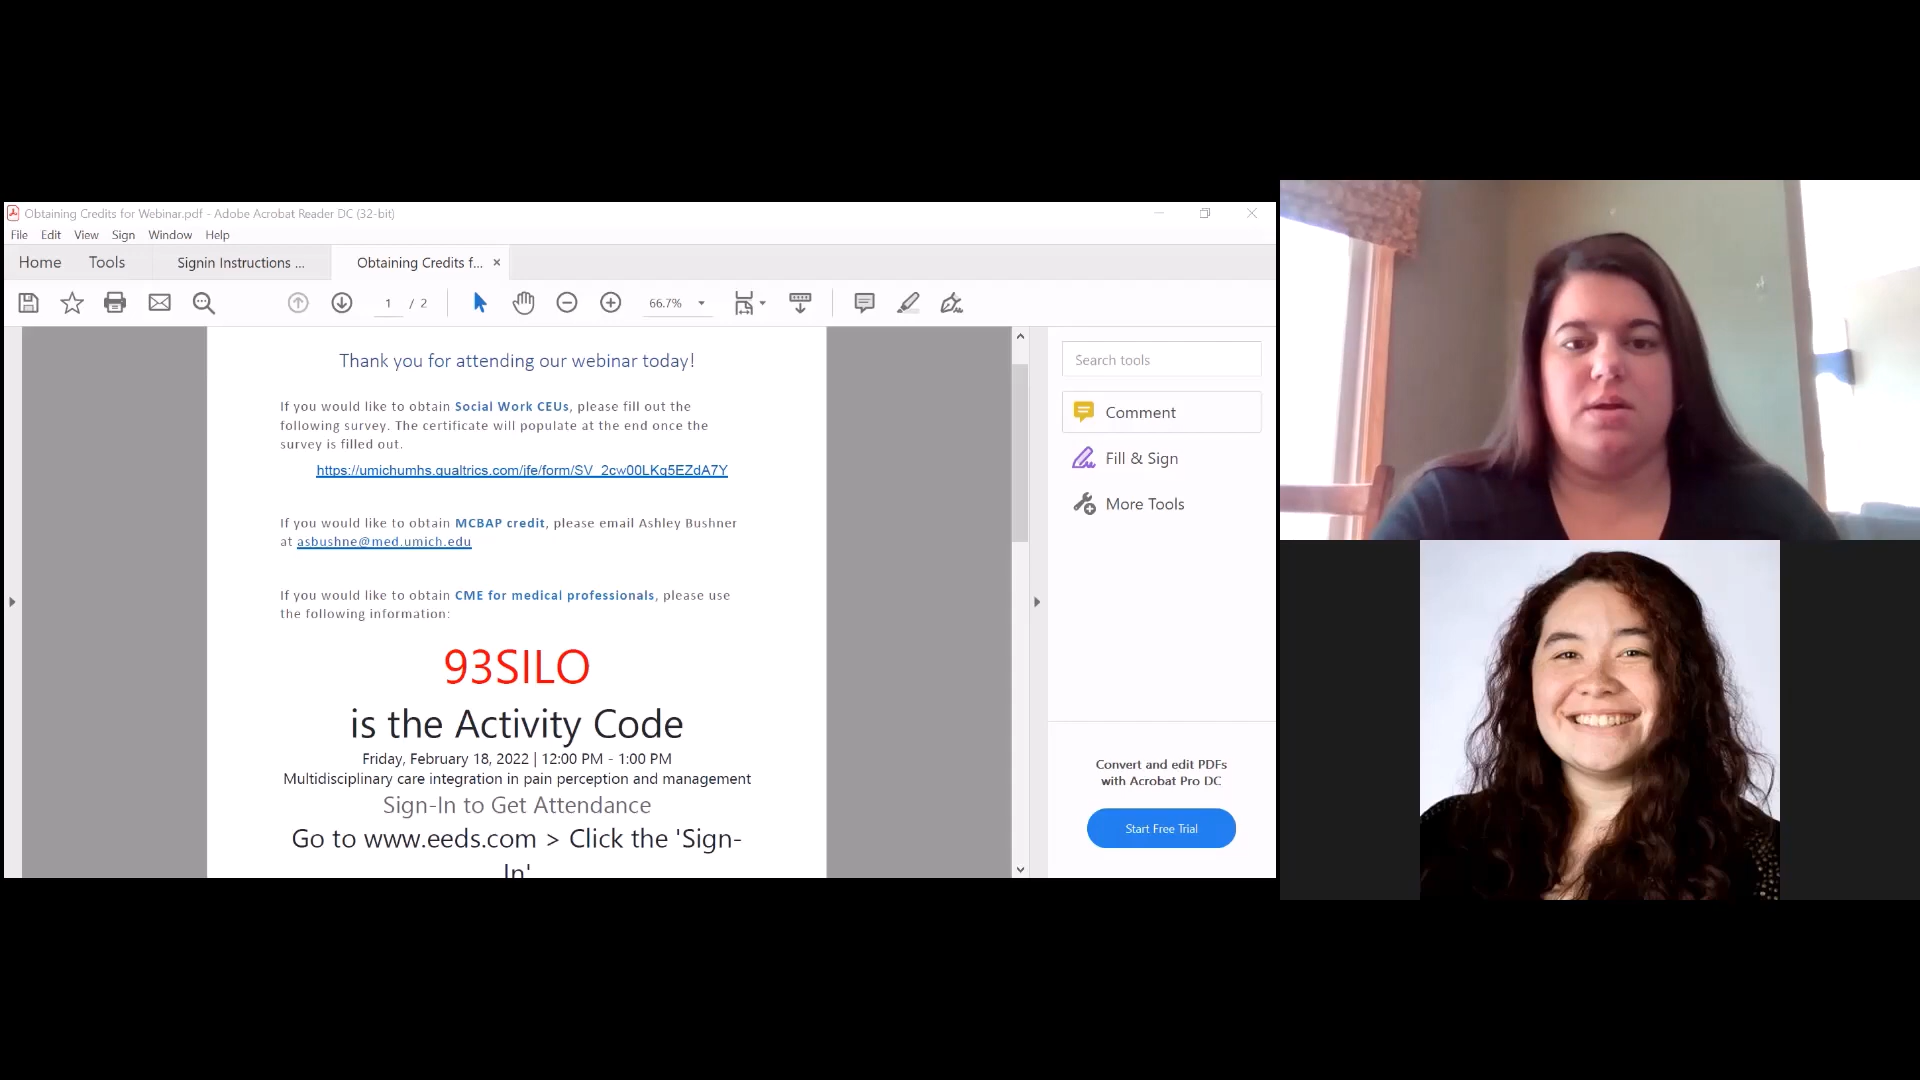 Obtaining Credits for Webinar.pdf - Adobe Acrobat Reader DC (32-bit)
File Edit View Sign Window Help
Home Tools Signin Instructions ... Obtaining Credits f... ×
1 / 2 66.7%
Thank you for attending our webinar today!
If you would like to obtain Social Work CEUs, please fill out the
following survey. The certificate will populate at the end once the
survey is filled out.
https://umichumhs.qualtrics.com/jfe/form/SV_2cw00LKq5EZdA7Y
If you would like to obtain MCBAP credit, please email Ashley Bushner
at asbushne@med.umich.edu
If you would like to obtain CME for medical professionals, please use
the following information:
93SILO
is the Activity Code
Friday, February 18, 2022 | 12:00 PM - 1:00 PM
Multidisciplinary care integration in pain perception and management
Sign-In to Get Attendance
Go to www.eeds.com > Click the 'Sign-
In'
Search tools
Comment
Fill & Sign
More Tools
Convert and edit PDFs
with Acrobat Pro DC
Start Free Trial